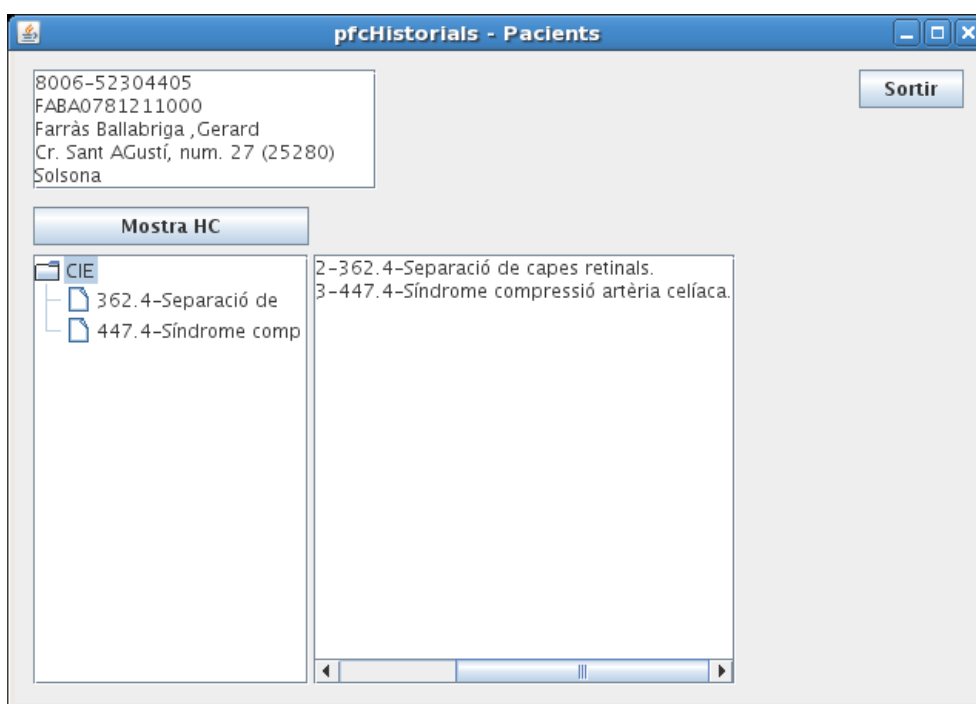 pfcHistorials - Pacients
8006-52304405
FABA0781211000
Farràs Ballabriga ,Gerard
Cr. Sant AGustí, num. 27 (25280)
Solsona
Sortir
Mostra HC
CIE
362.4-Separació de
447.4-Síndrome comp
2-362.4-Separació de capes retinals.
3-447.4-Síndrome compressió artèria celíaca.